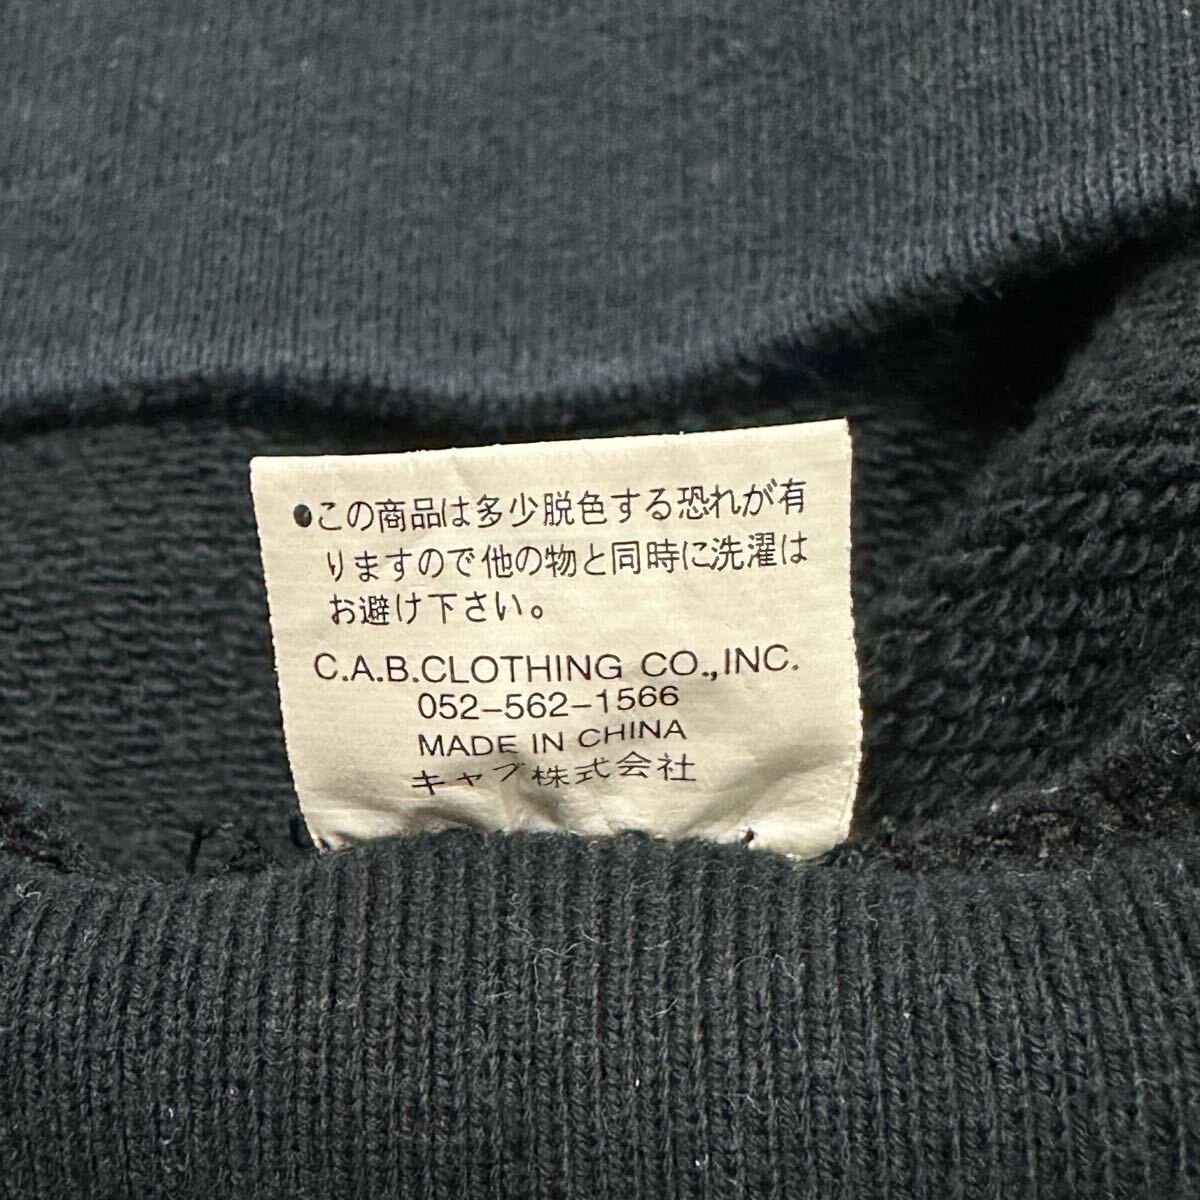 ●この商品は多少脱色する恐れが有
りますので他の物と同時に洗濯は
お避け下さい。
C.A.B.CLOTHING CO.,INC.
052-562-1566
MADE IN CHINA
キャブ株式会社